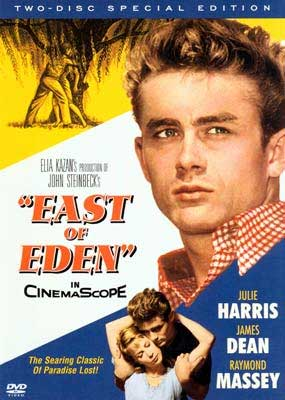 TWO-DISC SPECIAL EDITION
ELIA KAZAN'S PRODUCTION OF
JOHN STEINBECK'S
"EAST
OF
EDEN"
IN
CINEMASCOPE
JULIE
HARRIS
JAMES
DEAN
RAYMOND
MASSEY
The Searing Classic
Of Paradise Lost!
DVD
VIDEO